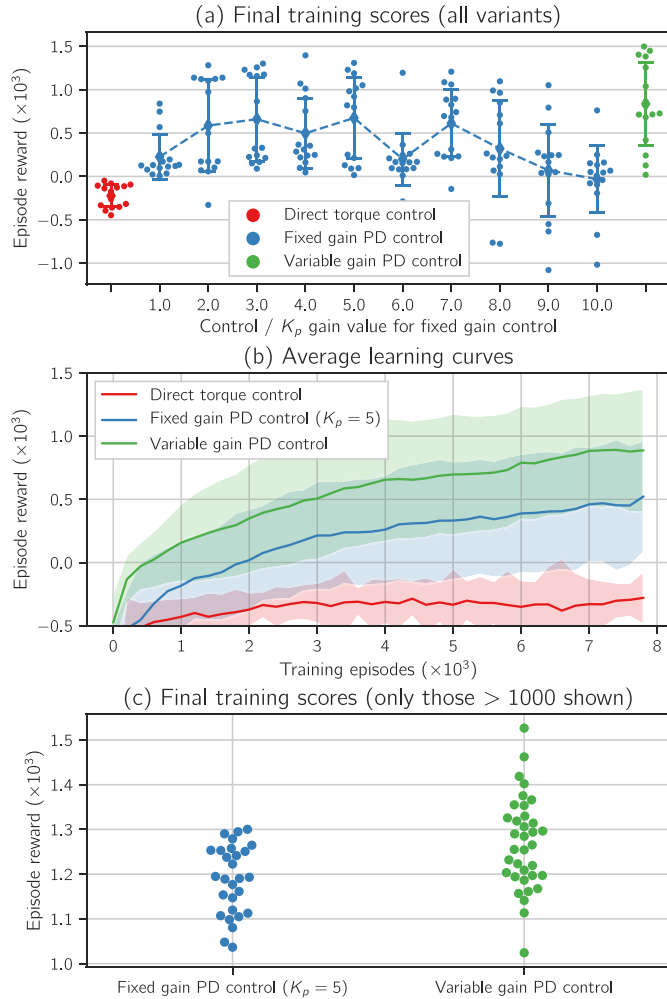 (a) Final training scores (all variants)
Episode reward (×10³)
1.5
1.0
0.5
0.0
−0.5
−1.0
Direct torque control
Fixed gain PD control
Variable gain PD control
1.0 2.0 3.0 4.0 5.0 6.0 7.0 8.0 9.0 10.0
Control / Kₚ gain value for fixed gain control
(b) Average learning curves
Episode reward (×10³)
1.5
1.0
0.5
0.0
−0.5
Direct torque control
Fixed gain PD control (Kₚ = 5)
Variable gain PD control
0 1 2 3 4 5 6 7 8
Training episodes (×10³)
(c) Final training scores (only those > 1000 shown)
Episode reward (×10³)
1.5
1.4
1.3
1.2
1.1
1.0
Fixed gain PD control (Kₚ = 5) Variable gain PD control